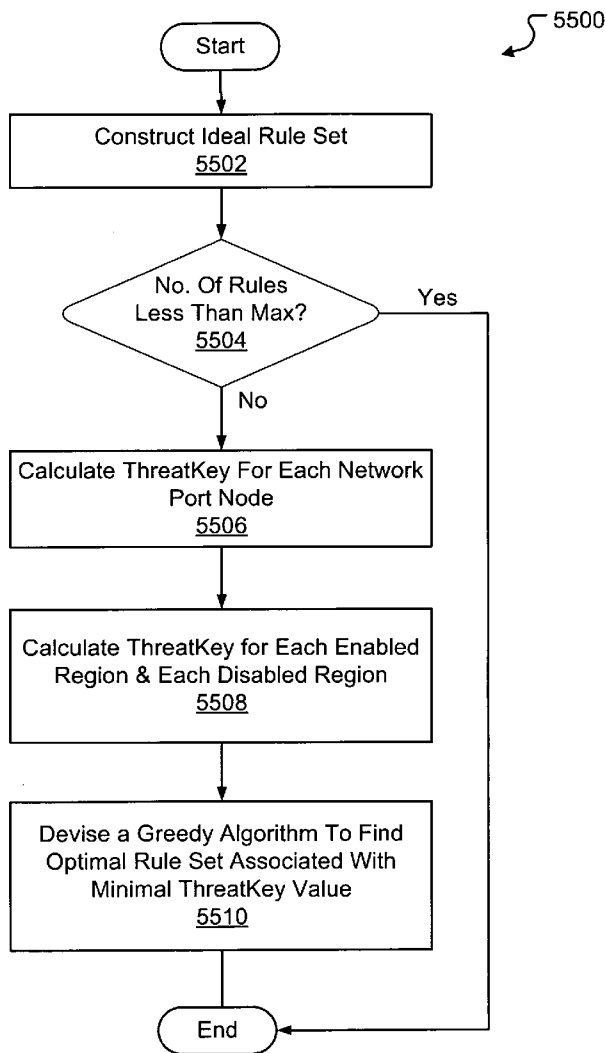 5500
Start
Construct Ideal Rule Set
5502
No. Of Rules
Less Than Max?
5504
Yes
No
Calculate ThreatKey For Each Network
Port Node
5506
Calculate ThreatKey for Each Enabled
Region & Each Disabled Region
5508
Devise a Greedy Algorithm To Find
Optimal Rule Set Associated With
Minimal ThreatKey Value
5510
End